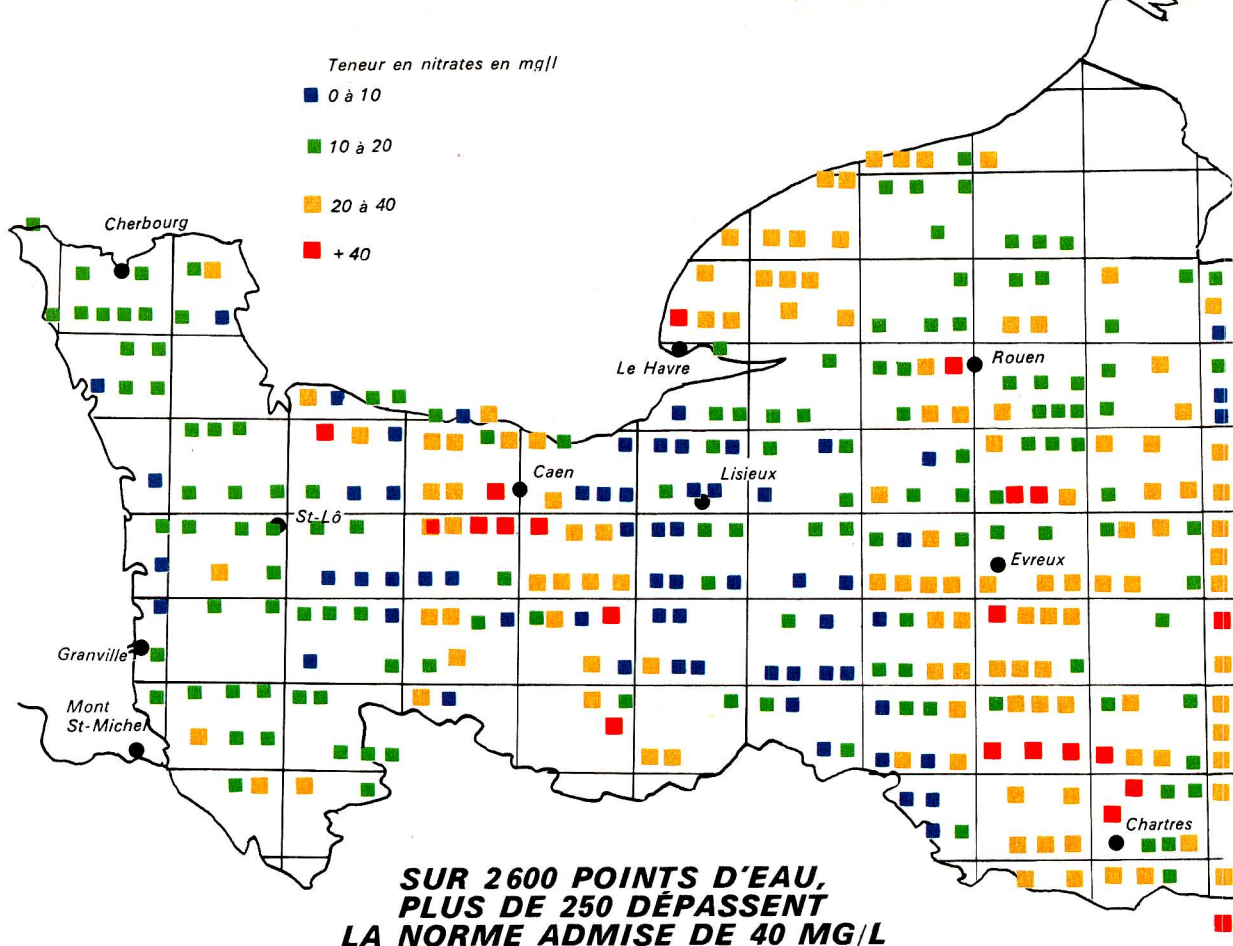 Teneur en nitrates en mg/l
0 à 10
10 à 20
20 à 40
+ 40
Cherbourg
Le Havre
Rouen
Caen
Lisieux
St-Lô
Evreux
Granville
Mont
St-Michel
Chartres
SUR 2600 POINTS D'EAU,
PLUS DE 250 DÉPASSENT
LA NORME ADMISE DE 40 MG/L